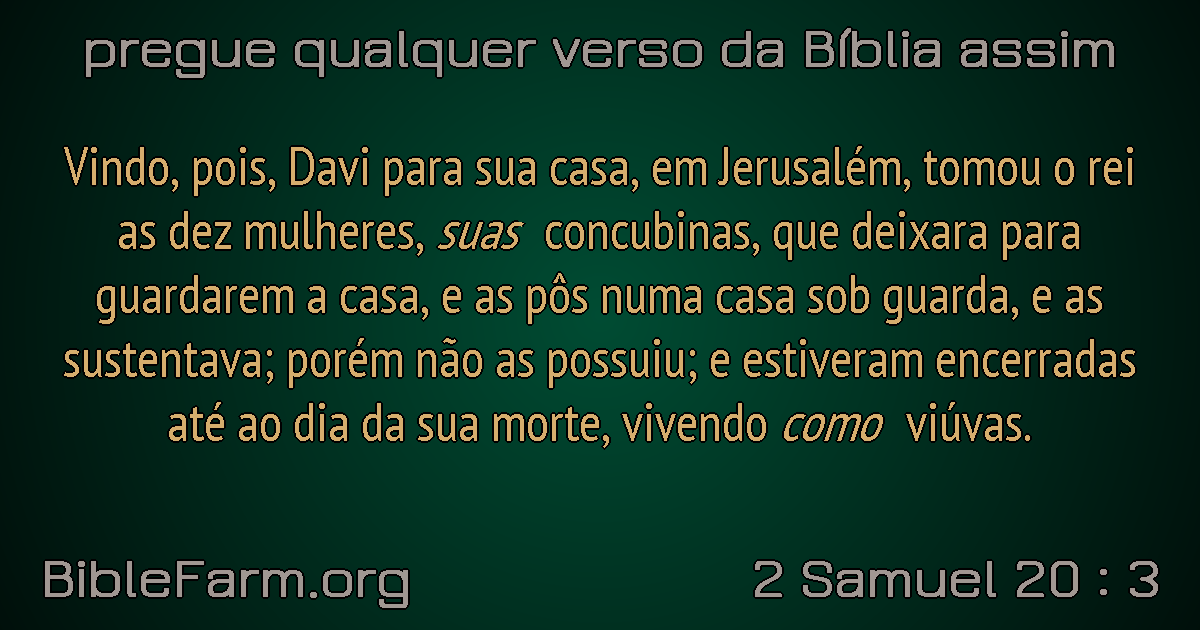 pregue qualquer verso da Bíblia assim
Vindo, pois, Davi para sua casa, em Jerusalém, tomou o rei
as dez mulheres, suas concubinas, que deixara para
guardarem a casa, e as pôs numa casa sob guarda, e as
sustentava; porém não as possuiu; e estiveram encerradas
até ao dia da sua morte, vivendo como viúvas.
BibleFarm.org
2 Samuel 20 : 3